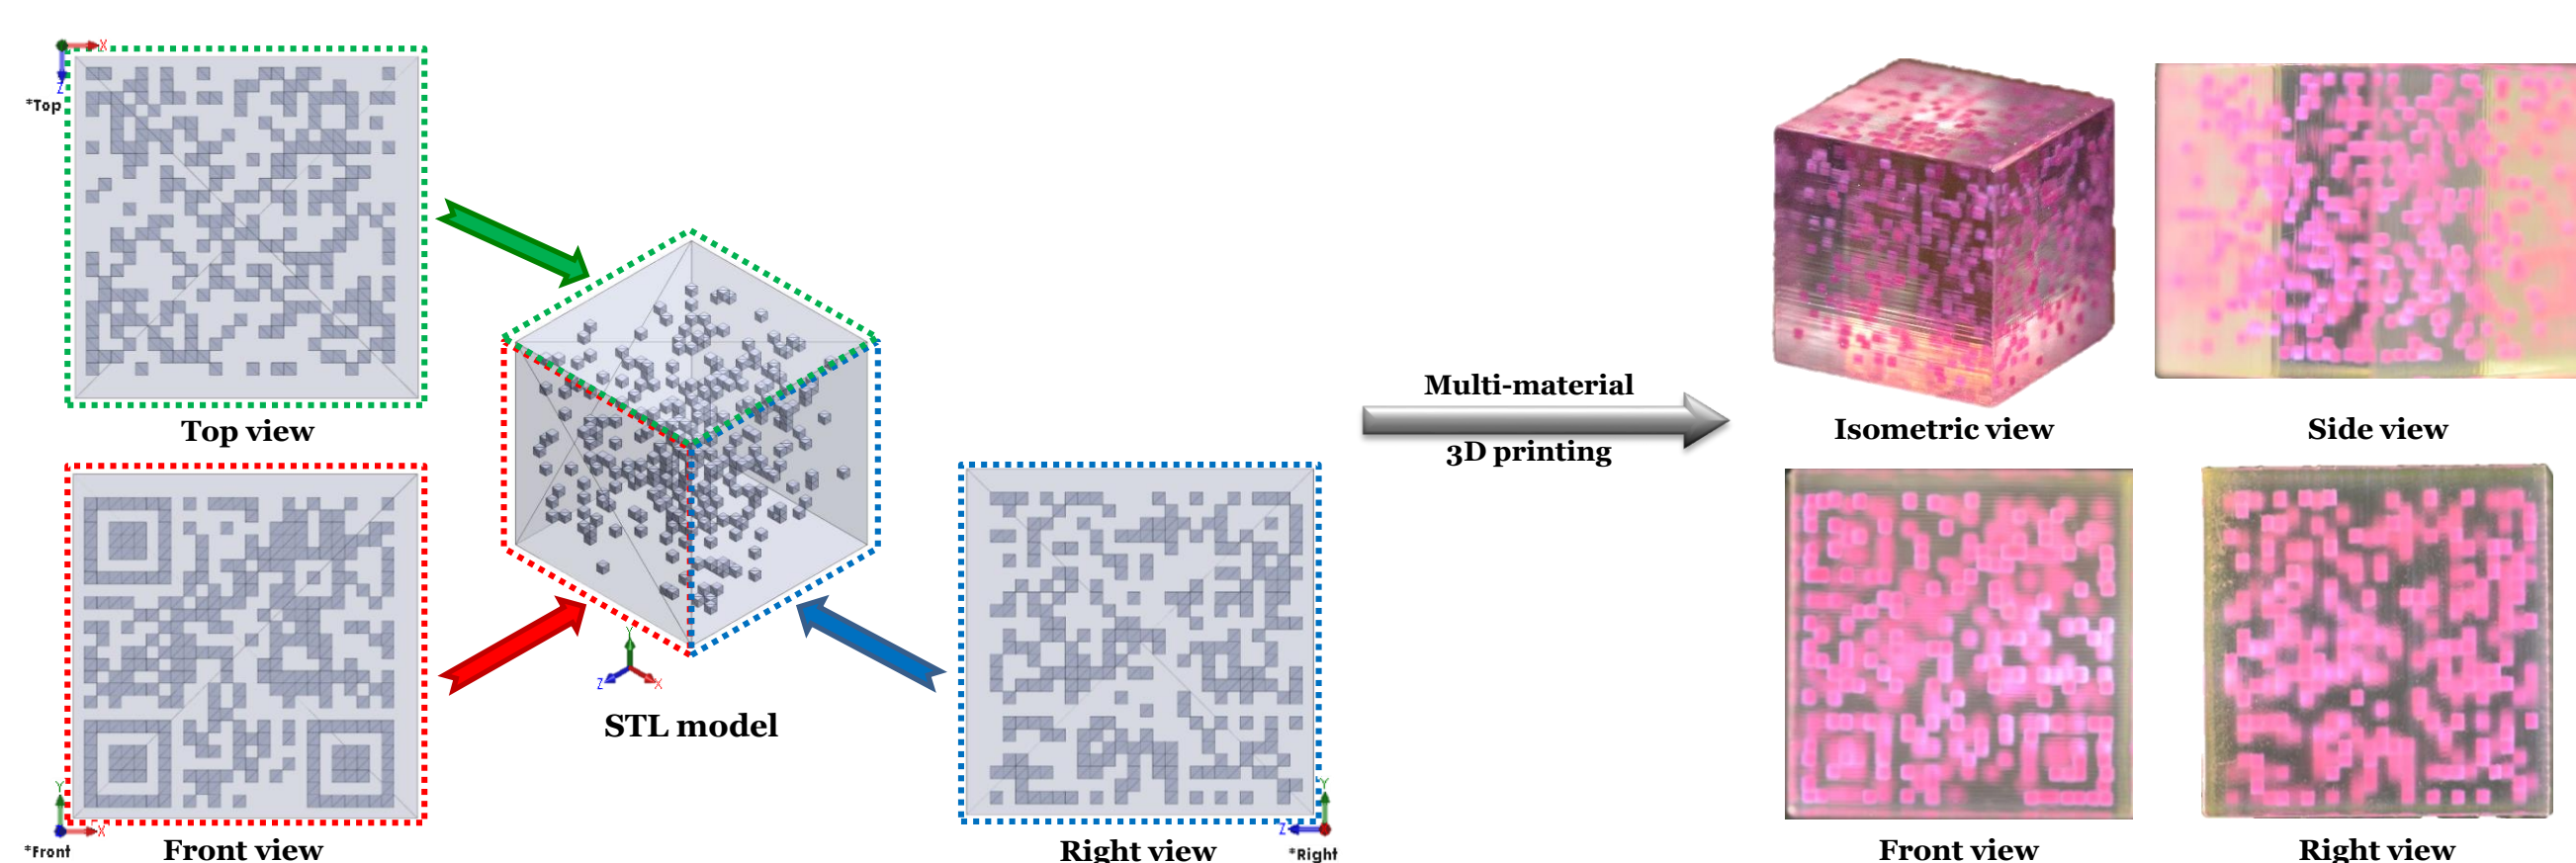 X
Z
*Top
Top view
Y
X
*Front
Front view
Y
Z
X
STL model
Y
Z
*Right
Right view
Multi-material
3D printing
Isometric view
Side view
Front view
Right view